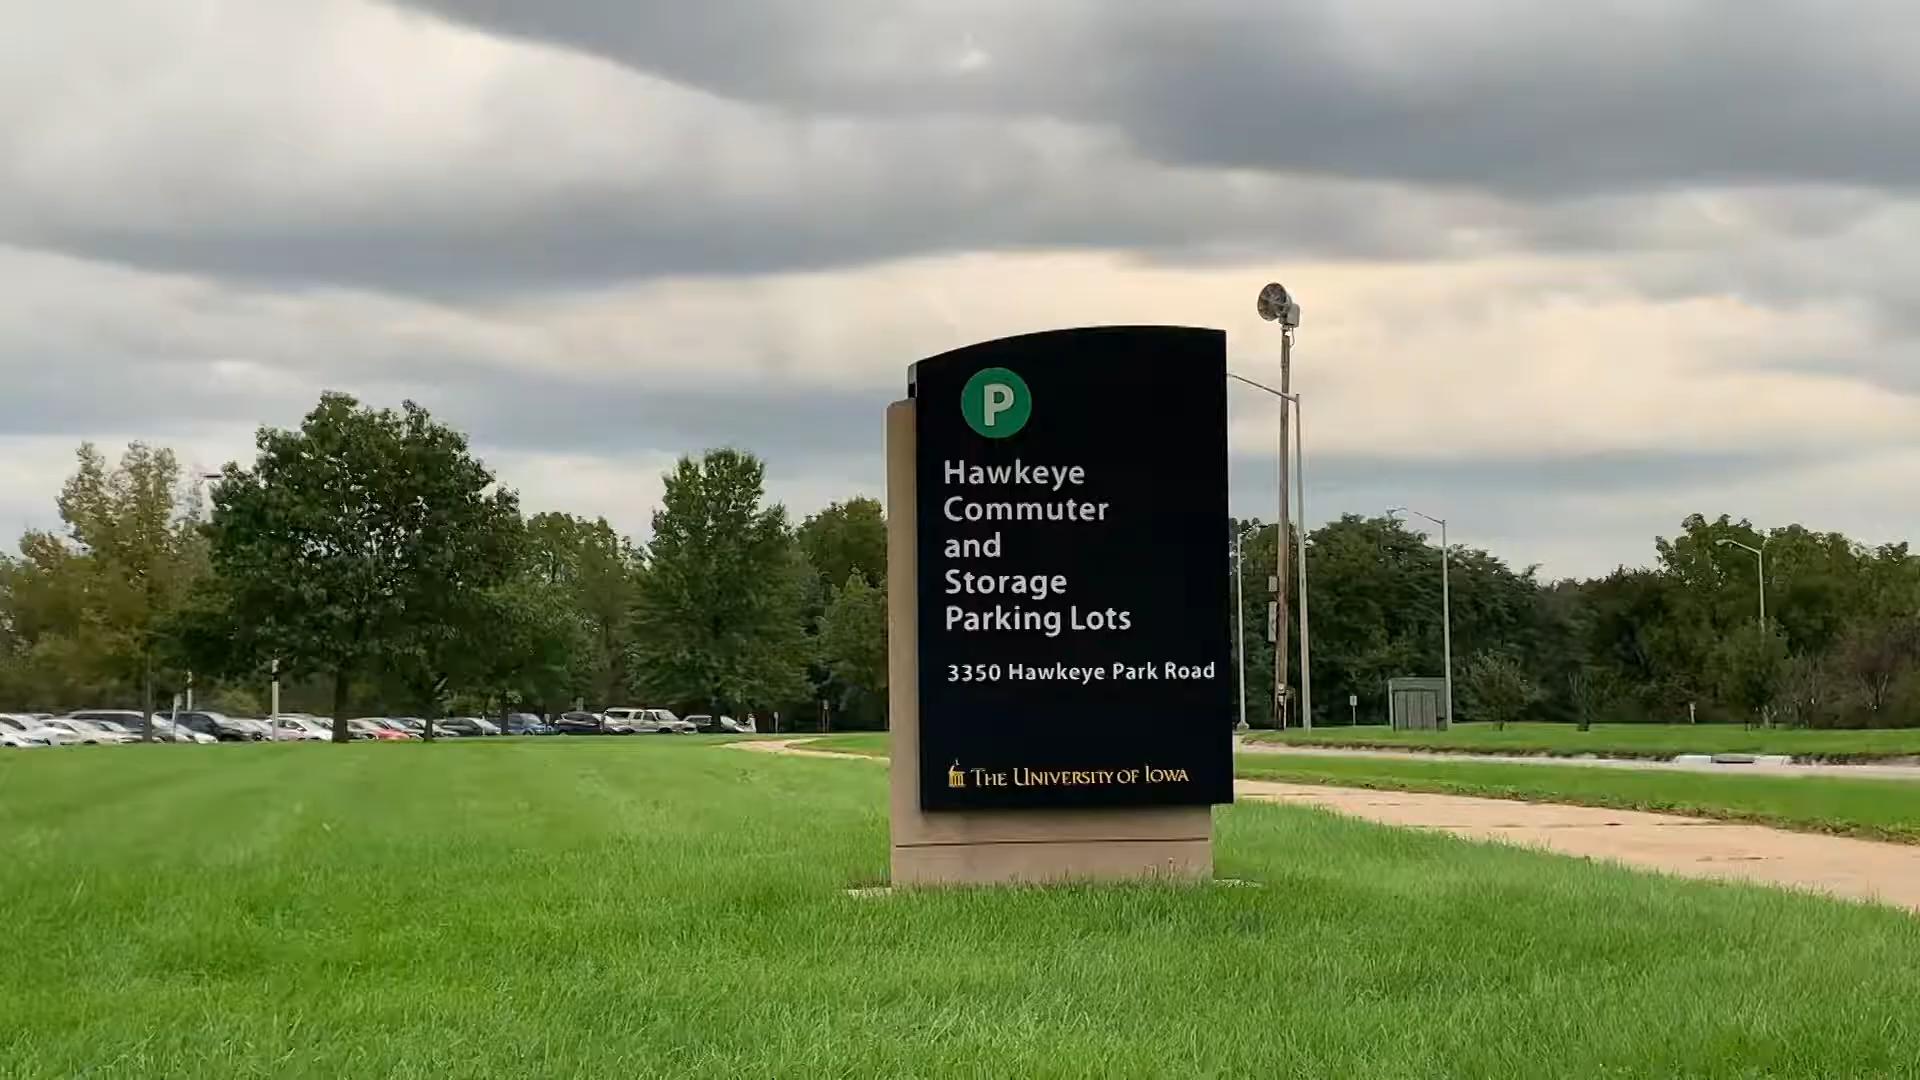 P
Hawkeye
Commuter
and
Storage
Parking Lots
3350 Hawkeye Park Road
The University of Iowa